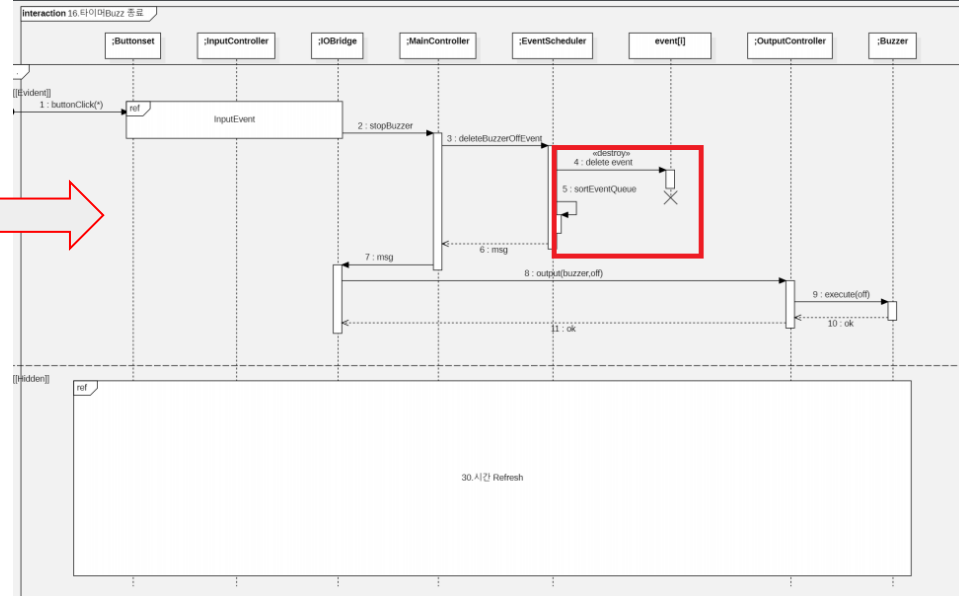 interaction 16.타이머Buzz 종료
;Buttonset
;InputController
;IOBridge
;MainController
;EventScheduler
event[i]
;OutputController
;Buzzer
[[Evident]]
1 : buttonClick(*)
ref
InputEvent
2 : stopBuzzer
3 : deleteBuzzerOffEvent
«destroy»
4 : delete event
5 : sortEventQueue
6 : msg
7 : msg
8 : output(buzzer,off)
9 : execute(off)
10 : ok
11 : ok
[[Hidden]]
ref
30.시간 Refresh